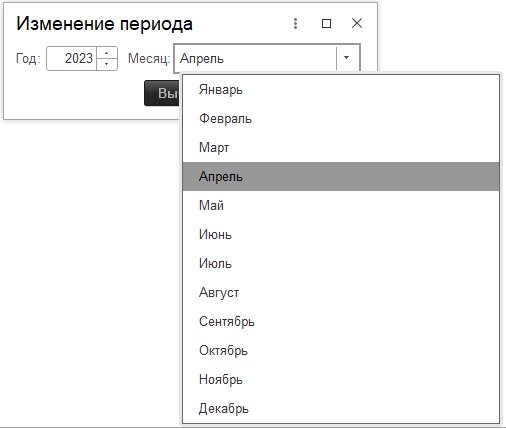 Изменение периода
Год: 2023 Месяц: Апрель
Январь
Февраль
Март
Апрель
Май
Июнь
Июль
Август
Сентябрь
Октябрь
Ноябрь
Декабрь